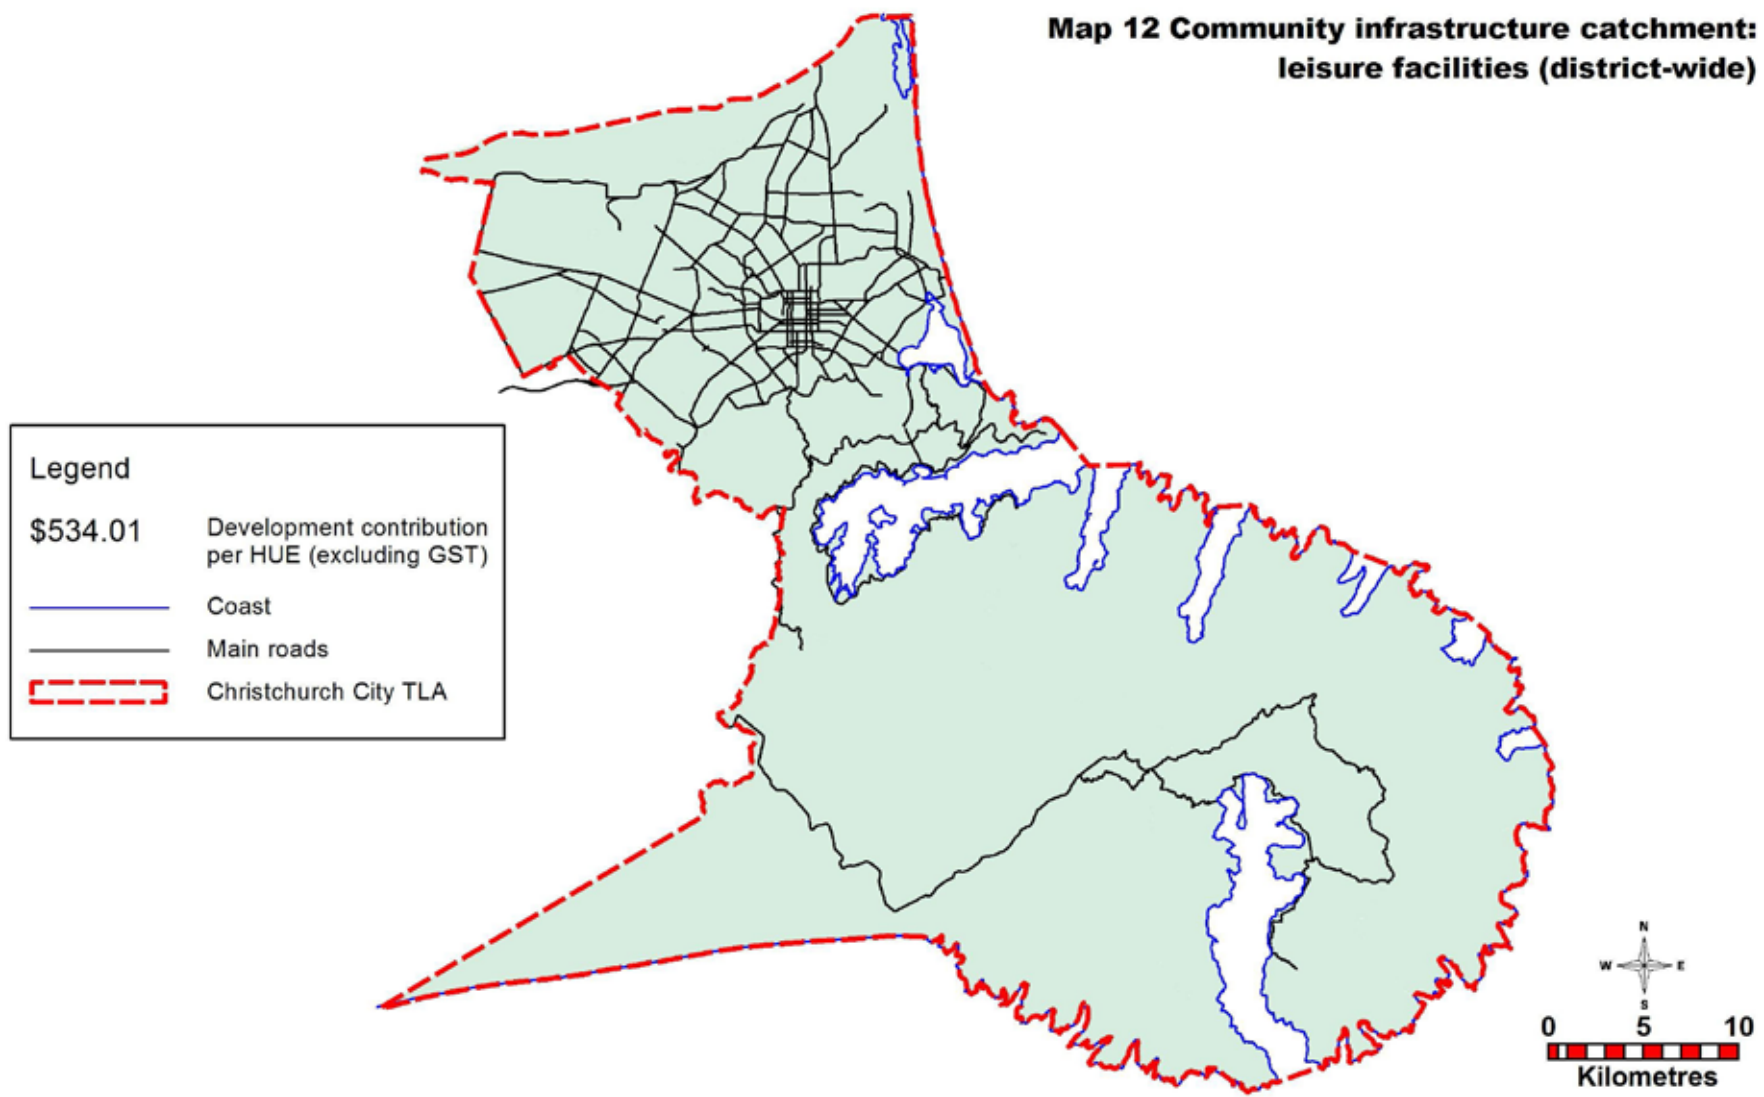 Map 12 Community infrastructure catchment:
leisure facilities (district-wide)
Legend
$534.01
Development contribution
per HUE (excluding GST)
Coast
Main roads
Christchurch City TLA
N
W E
S
0 5 10
Kilometres